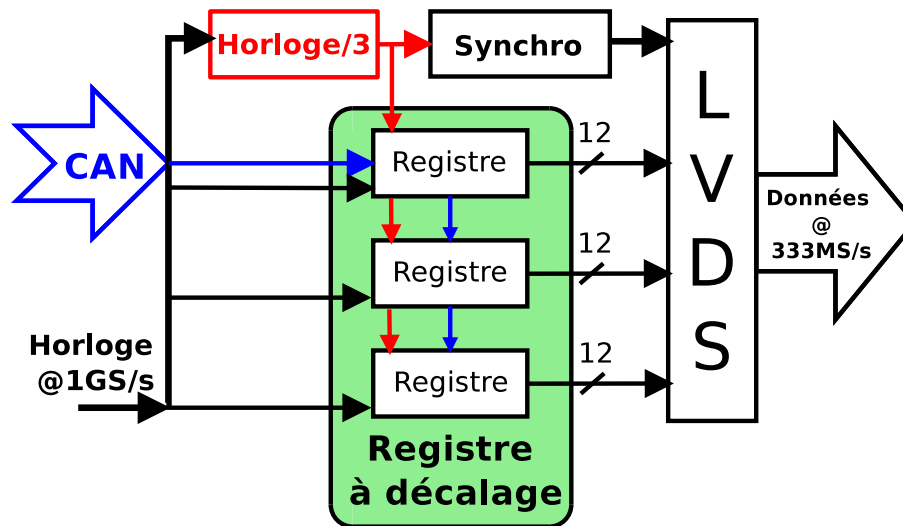 Horloge/3
Synchro
CAN
Registre
12
Registre
12
Registre
12
Horloge
@1GS/s
Registre
à décalage
L
V
D
S
Données
@
333MS/s